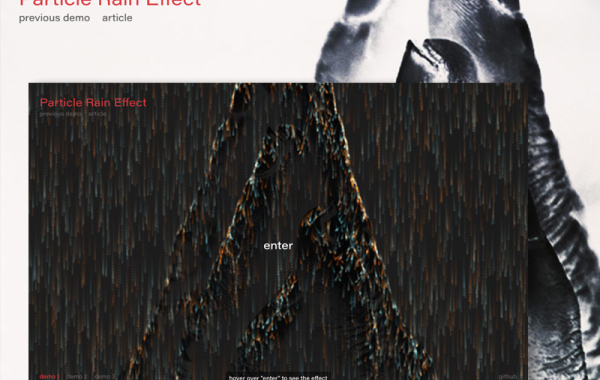 Particle Rain Effect
previous demo article
Particle Rain Effect
previous demo article
enter
demo 1 demo 2 demo 3
hover over "enter" to see the effect
github